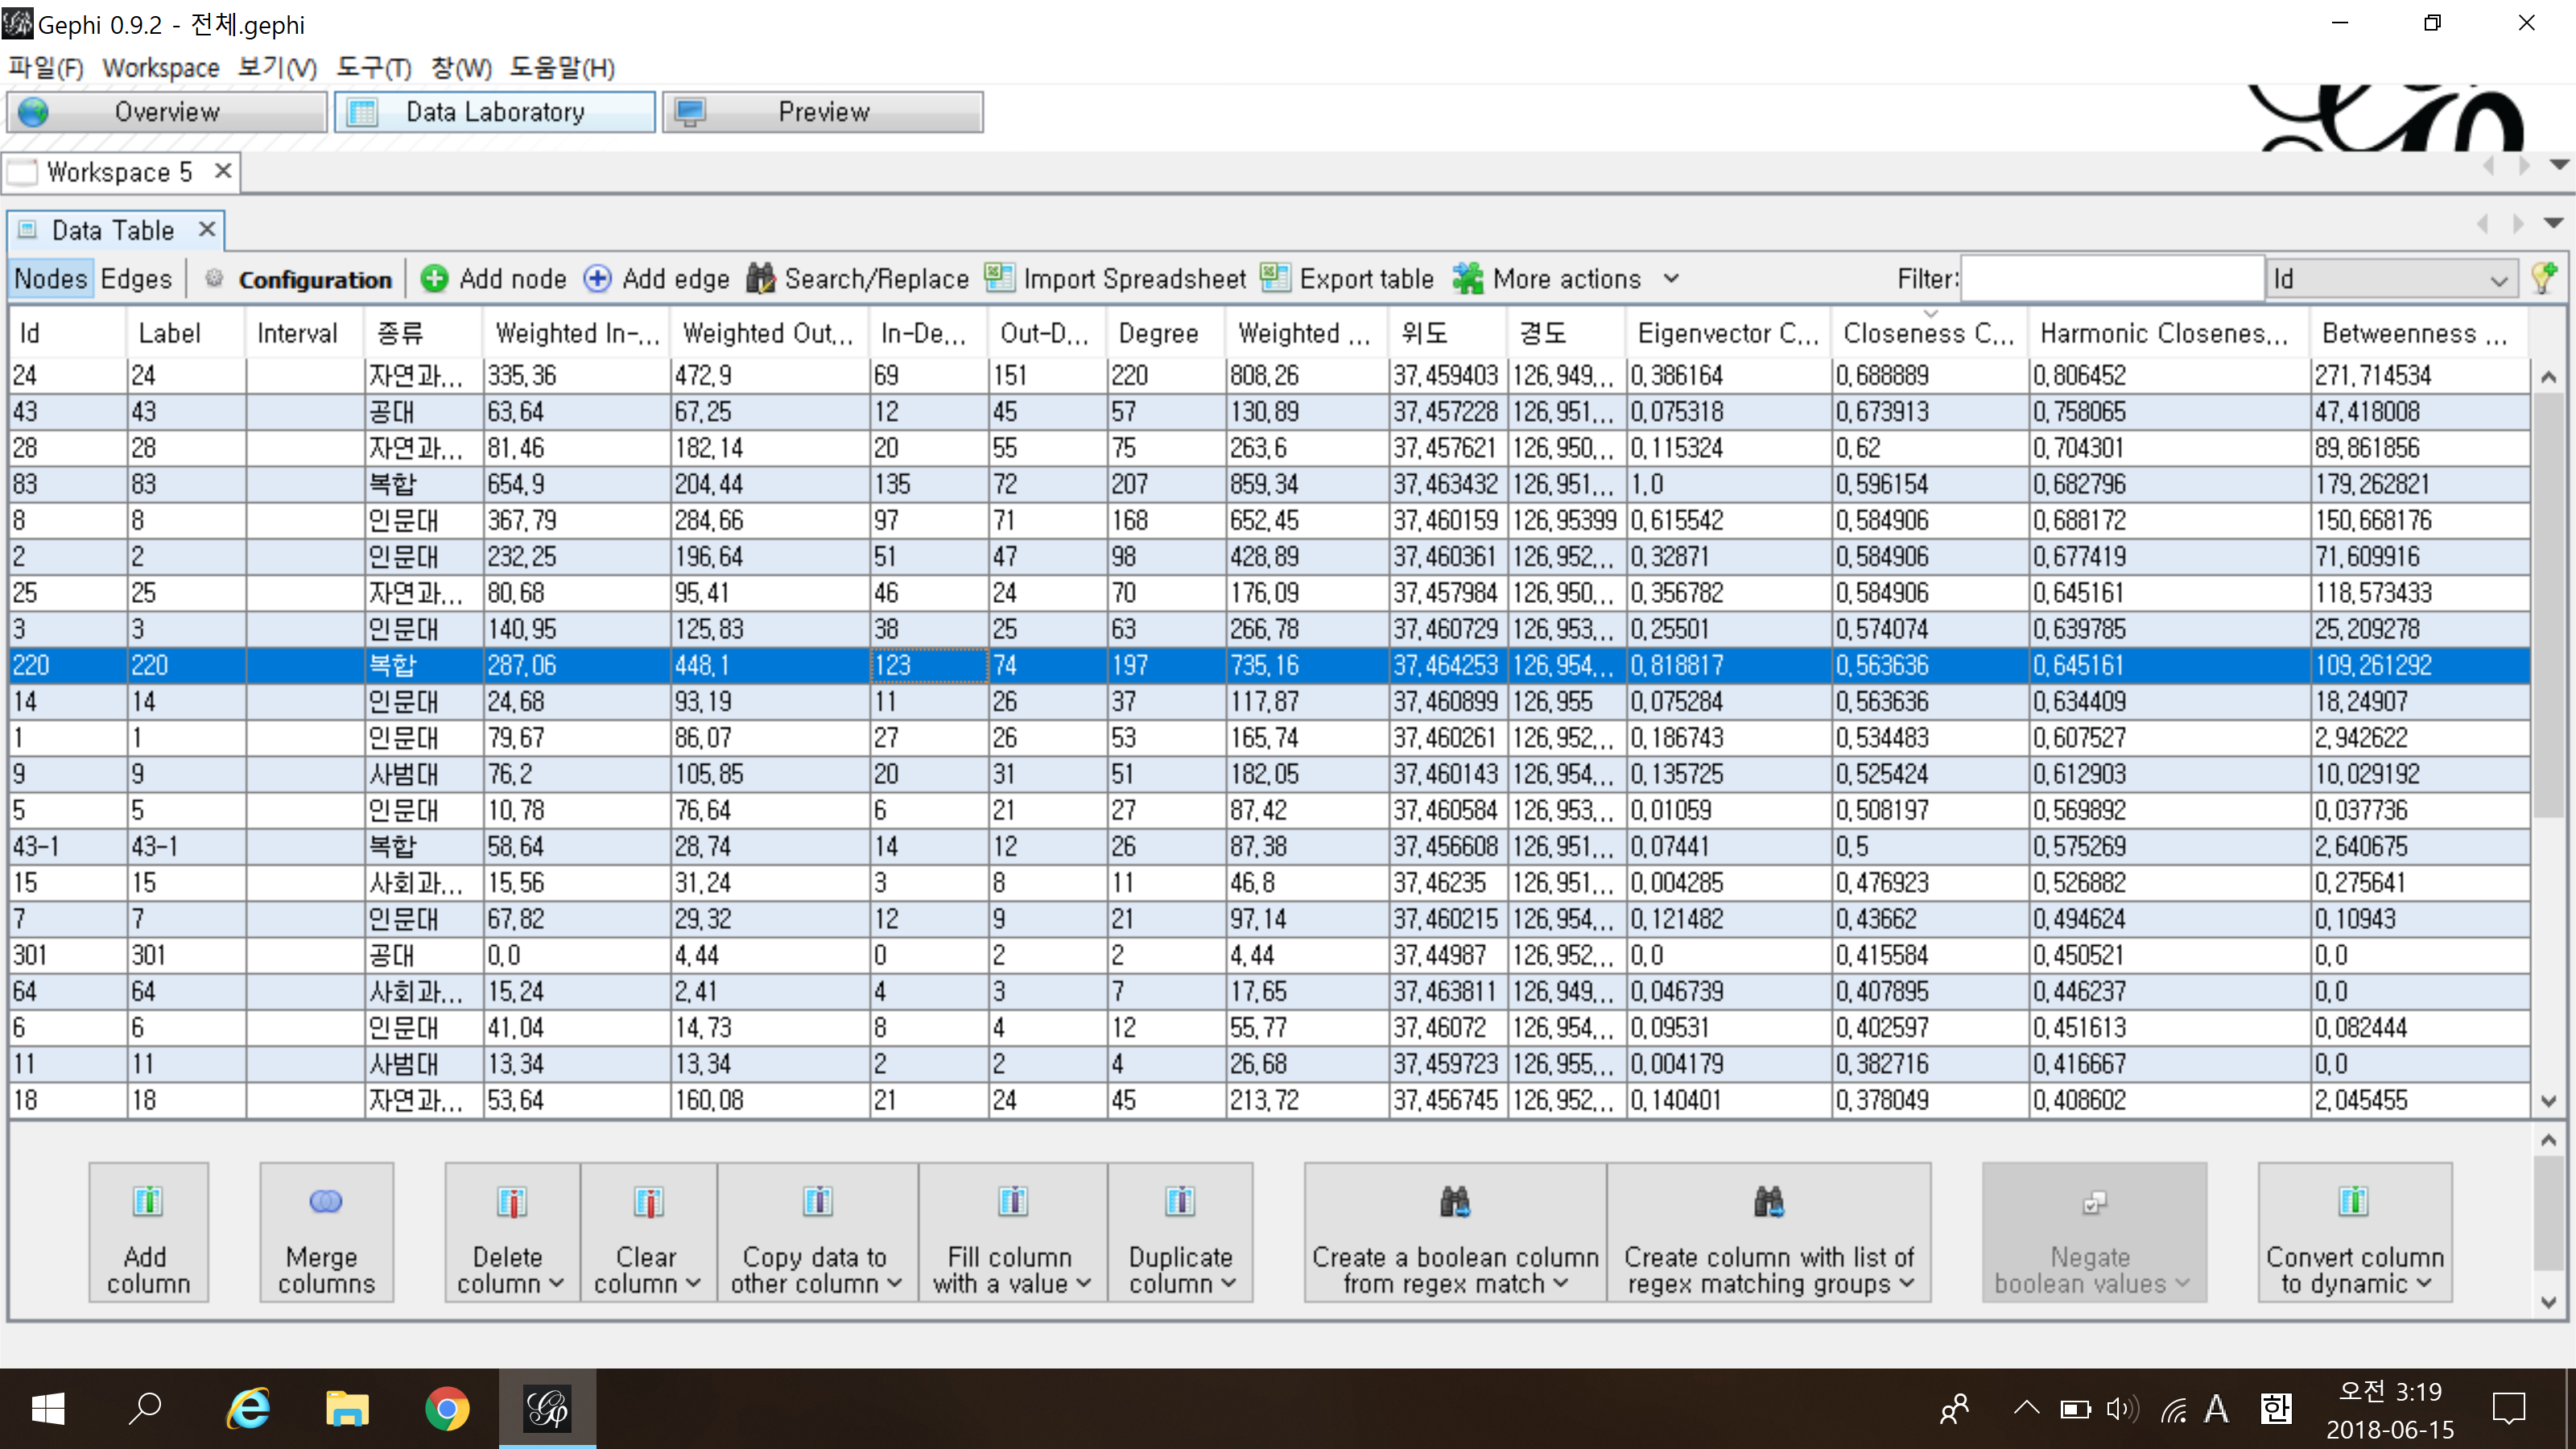 Gephi 0.9.2 - 전체.gephi
파일(F) Workspace 보기(V) 도구(T) 창(W) 도움말(H)
Overview Data Laboratory Preview
Workspace 5
Data Table
Nodes Edges Configuration Add node Add edge Search/Replace Import Spreadsheet Export table More actions Filter: Id
Id Label Interval 종류 Weighted In-... Weighted Out... In-De... Out-D... Degree Weighted ... 위도 경도 Eigenvector C... Closeness C... Harmonic Closenes... Betweenness ...
24 24 자연과... 335,36 472,9 69 151 220 808,26 37,459403 126,949... 0,386164 0,688889 0,806452 271,714534
43 43 공대 63,64 67,25 12 45 57 130,89 37,457228 126,951... 0,075318 0,673913 0,758065 47,418008
28 28 자연과... 81,46 182,14 20 55 75 263,6 37,457621 126,950... 0,115324 0,62 0,704301 89,861856
83 83 복합 654,9 204,44 135 72 207 859,34 37,463432 126,951... 1,0 0,596154 0,682796 179,262821
8 8 인문대 367,79 284,66 97 71 168 652,45 37,460159 126,95399 0,615542 0,584906 0,688172 150,668176
2 2 인문대 232,25 196,64 51 47 98 428,89 37,460361 126,952... 0,32871 0,584906 0,677419 71,609916
25 25 자연과... 80,68 95,41 46 24 70 176,09 37,457984 126,950... 0,356782 0,584906 0,645161 118,573433
3 3 인문대 140,95 125,83 38 25 63 266,78 37,460729 126,953... 0,25501 0,574074 0,639785 25,209278
220 220 복합 287,06 448,1 123 74 197 735,16 37,464253 126,954... 0,818817 0,563636 0,645161 109,261292
14 14 인문대 24,68 93,19 11 26 37 117,87 37,460899 126,955 0,075284 0,563636 0,634409 18,24907
1 1 인문대 79,67 86,07 27 26 53 165,74 37,460261 126,952... 0,186743 0,534483 0,607527 2,942622
9 9 사범대 76,2 105,85 20 31 51 182,05 37,460143 126,954... 0,135725 0,525424 0,612903 10,029192
5 5 인문대 10,78 76,64 6 21 27 87,42 37,460584 126,953... 0,01059 0,508197 0,569892 0,037736
43-1 43-1 복합 58,64 28,74 14 12 26 87,38 37,456608 126,951... 0,07441 0,5 0,575269 2,640675
15 15 사회과... 15,56 31,24 3 8 11 46,8 37,46235 126,951... 0,004285 0,476923 0,526882 0,275641
7 7 인문대 67,82 29,32 12 9 21 97,14 37,460215 126,954... 0,121482 0,43662 0,494624 0,10943
301 301 공대 0,0 4,44 0 2 2 4,44 37,44987 126,952... 0,0 0,415584 0,450521 0,0
64 64 사회과... 15,24 2,41 4 3 7 17,65 37,463811 126,949... 0,046739 0,407895 0,446237 0,0
6 6 인문대 41,04 14,73 8 4 12 55,77 37,46072 126,954... 0,09531 0,402597 0,451613 0,082444
11 11 사범대 13,34 13,34 2 2 4 26,68 37,459723 126,955... 0,004179 0,382716 0,416667 0,0
18 18 자연과... 53,64 160,08 21 24 45 213,72 37,456745 126,952... 0,140401 0,378049 0,408602 2,045455
Add Merge Delete Clear Copy data to Fill column Duplicate Create a boolean column Create column with list of Negate Convert column
column columns column column other column with a value column from regex match regex matching groups boolean values to dynamic
A 한 오전 3:19
2018-06-15